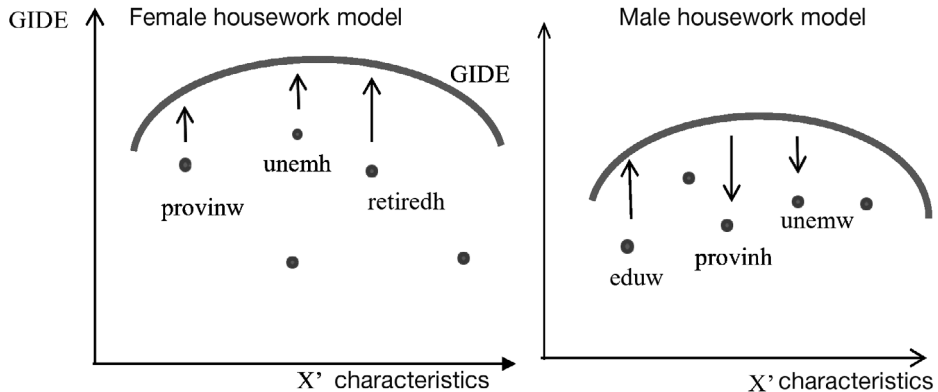 GIDE
Female housework model
GIDE
unemh
provinw
retiredh
X' characteristics
Male housework model
unemw
provinh
eduw
X' characteristics